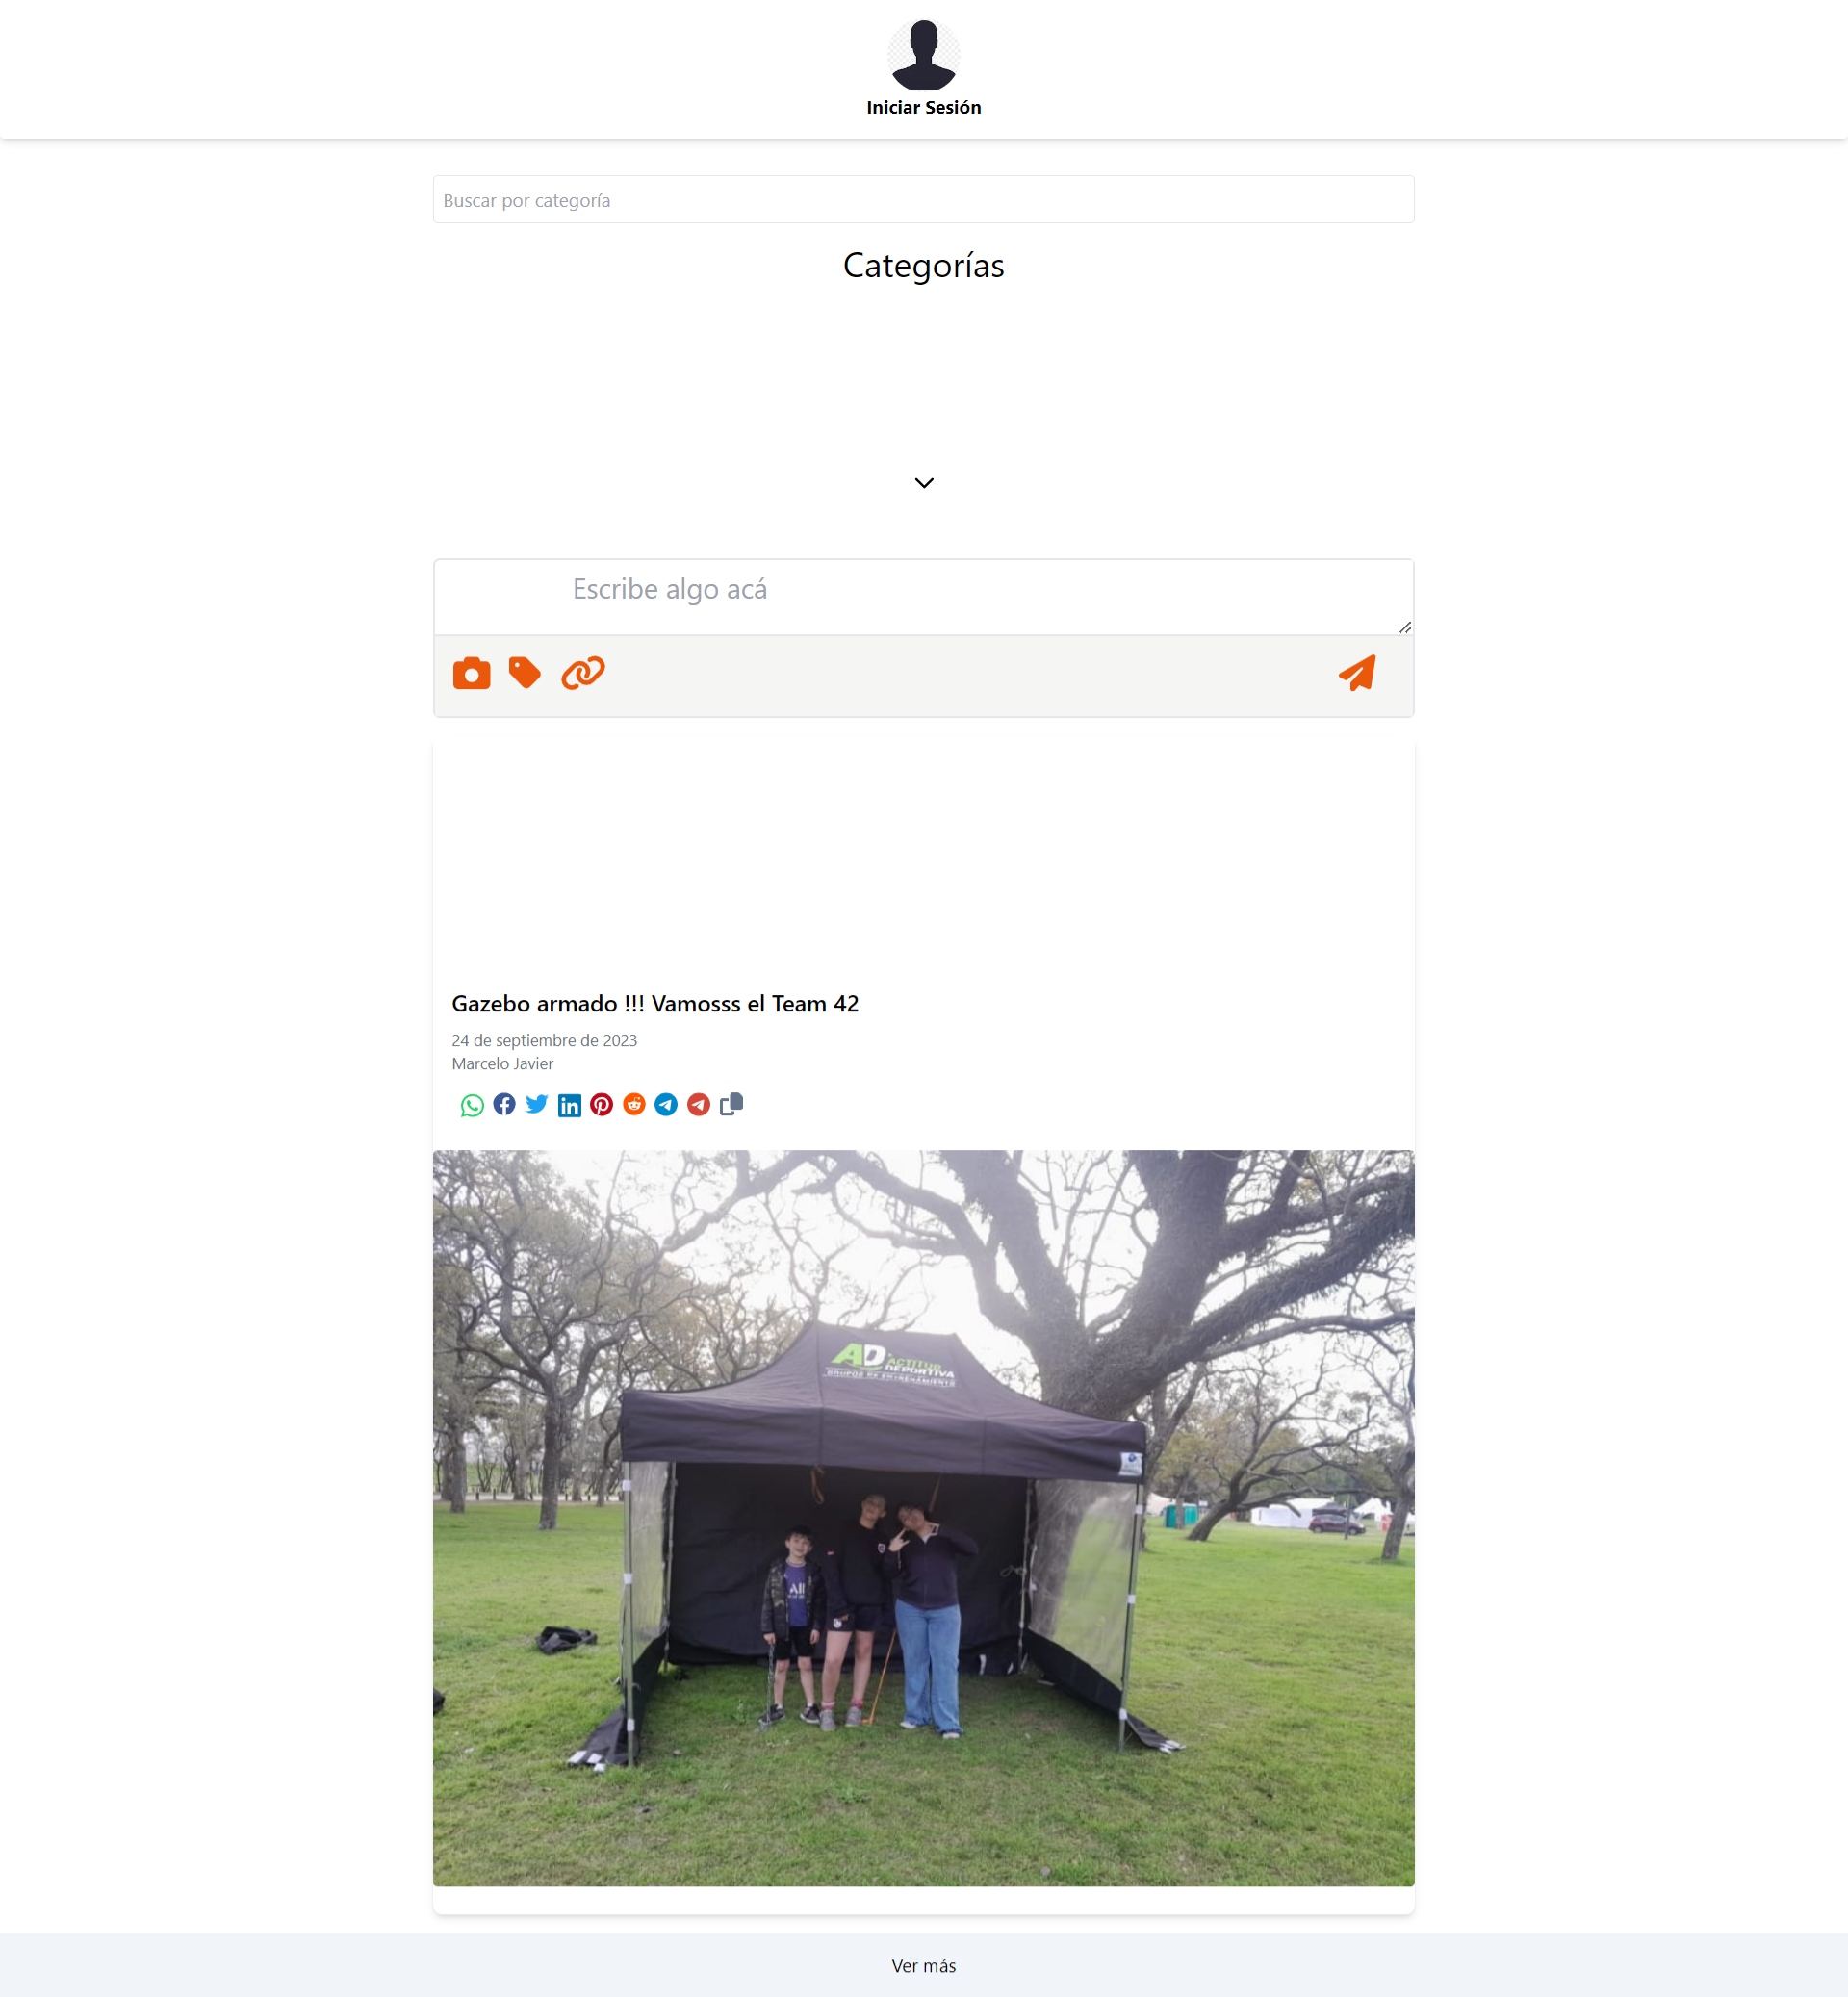 Iniciar Sesión
Buscar por categoría
Categorías
Escribe algo acá
Gazebo armado !!! Vamosss el Team 42
24 de septiembre de 2023
Marcelo Javier
AD ACTITUD
DEPORTIVA
GRUPOS DE ENTRENAMIENTO
Ver más